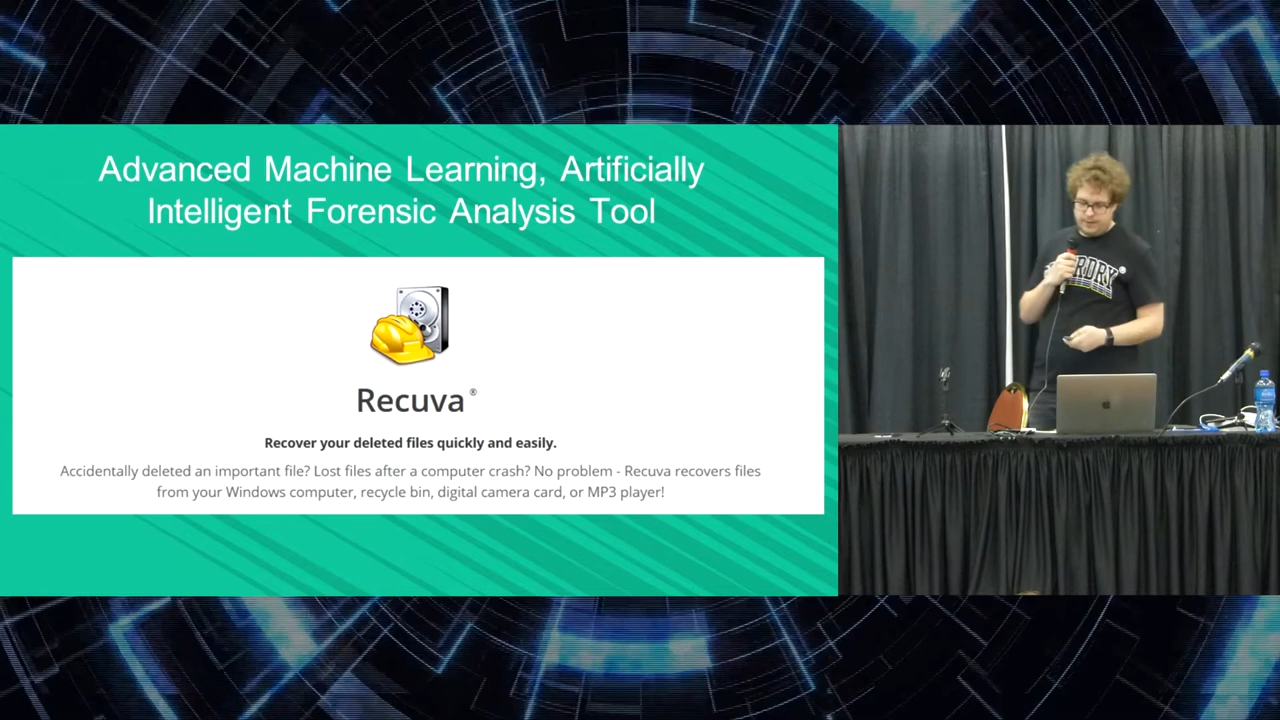 Advanced Machine Learning, Artificially
Intelligent Forensic Analysis Tool
Recuva®
Recover your deleted files quickly and easily.
Accidentally deleted an important file? Lost files after a computer crash? No problem - Recuva recovers files
from your Windows computer, recycle bin, digital camera card, or MP3 player!